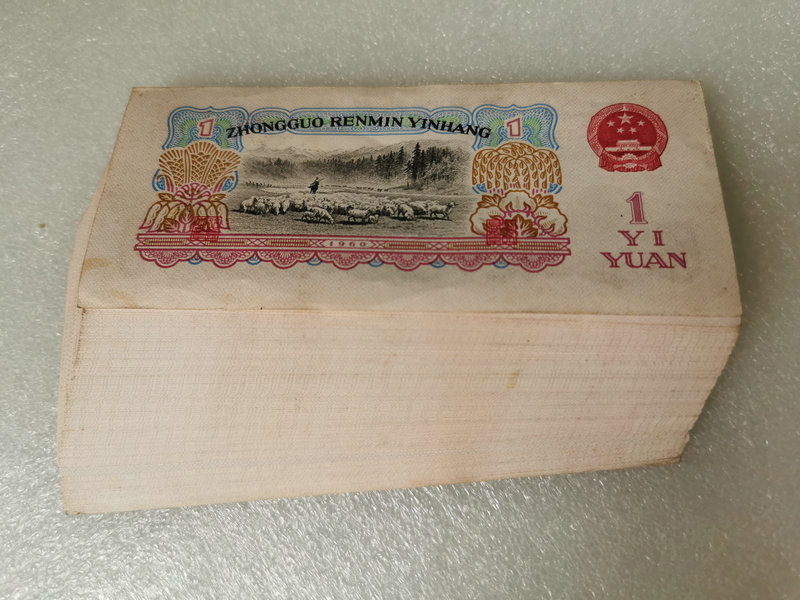 1 ZHONGGUO RENMIN YINHANG 1
1960
1
YI
YUAN